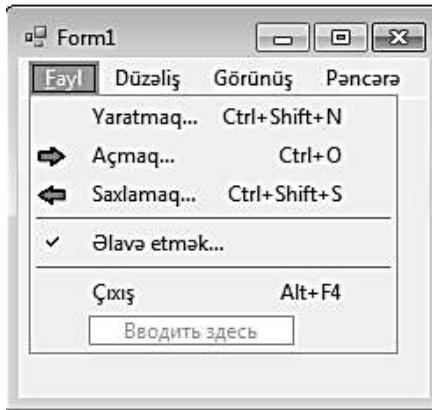 Form1
Fayl Düzəliş Görünüş Pəncərə
Yaratmaq... Ctrl+Shift+N
Açmaq... Ctrl+O
Saxlamaq... Ctrl+Shift+S
Əlavə etmək...
Çıxış Alt+F4
Вводить здесь